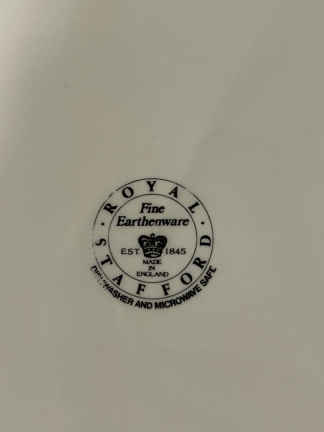 · ROYAL ·
STAFFORD
Fine
Earthenware
EST. 1845
MADE
IN
ENGLAND
DISHWASHER AND MICROWAVE SAFE